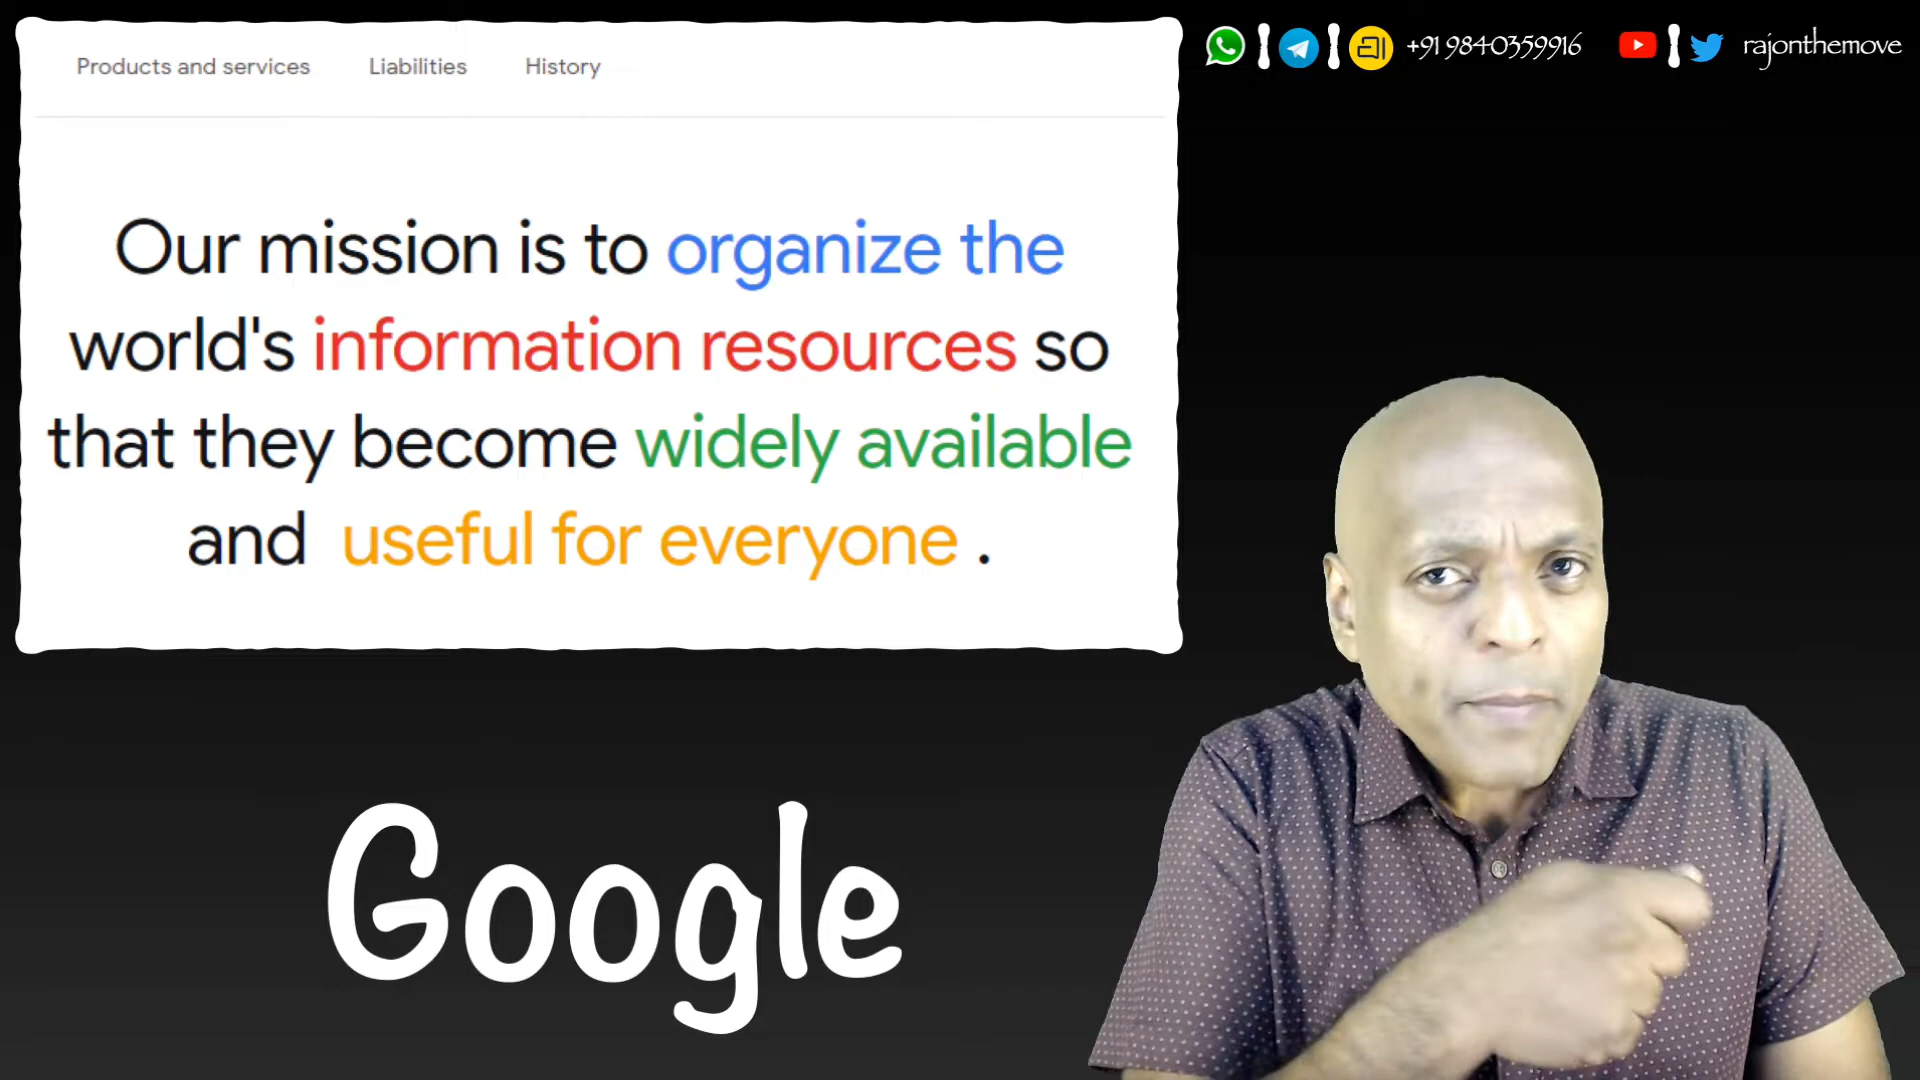 Products and services Liabilities History
+91 9840359916 rajonthemove
Our mission is to organize the
world's information resources so
that they become widely available
and useful for everyone .
Google